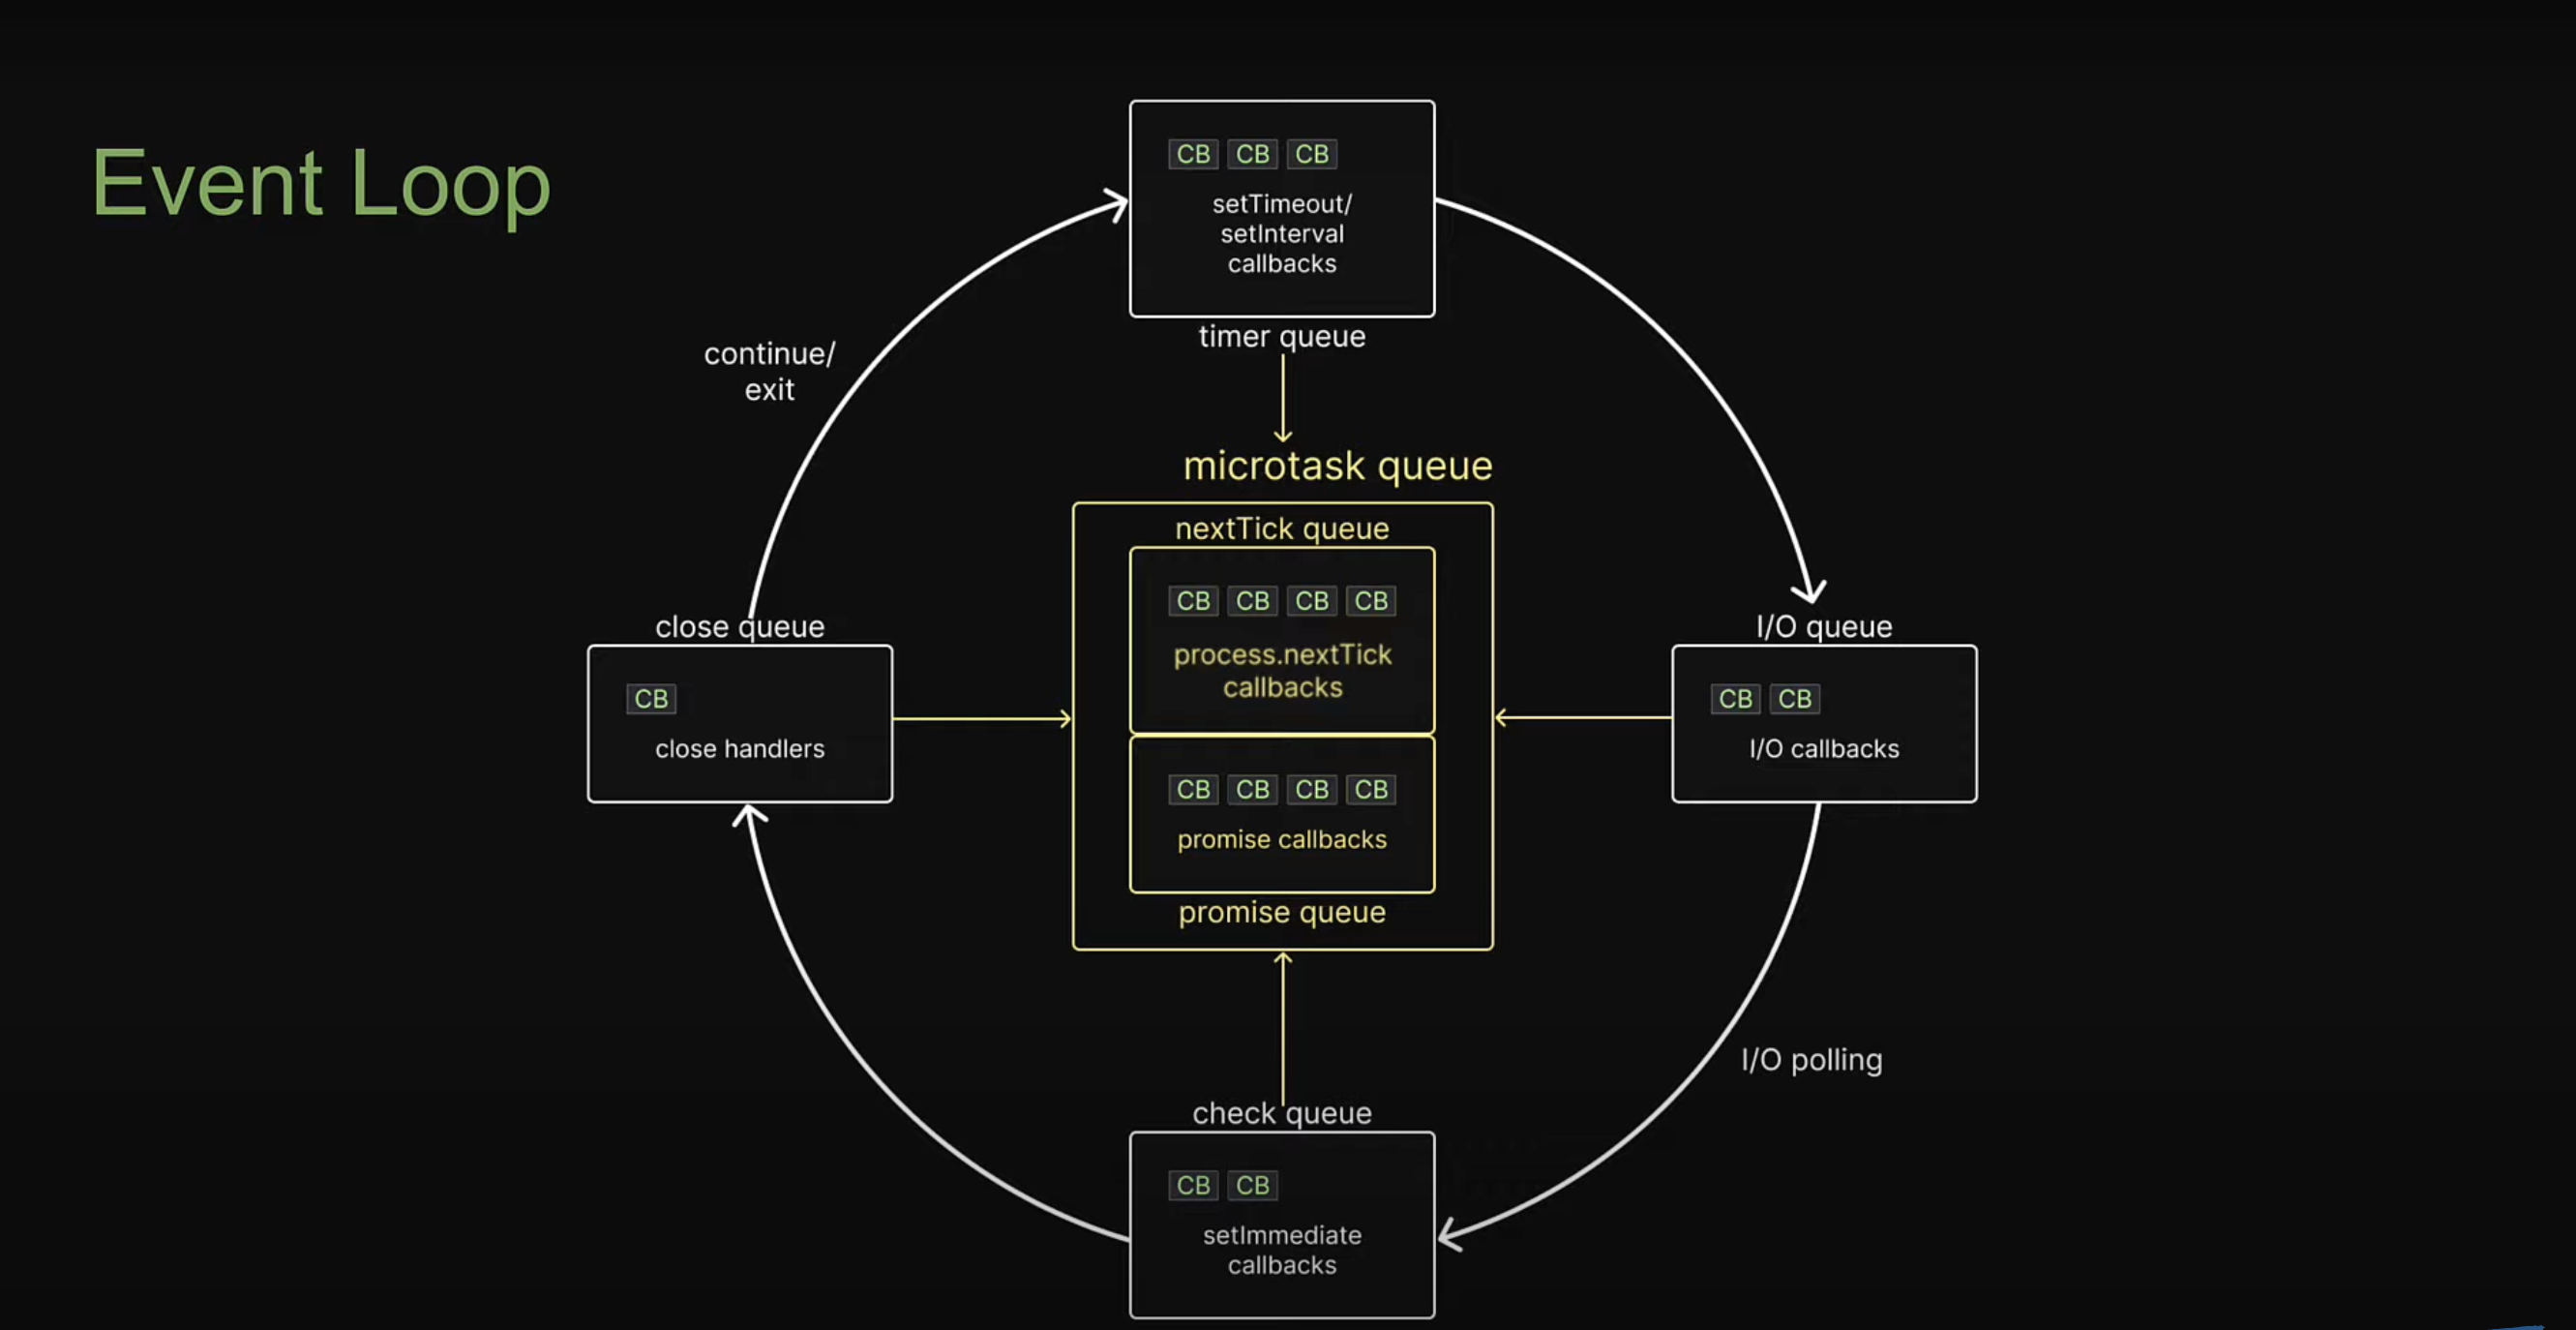 Event Loop
CB CB CB
setTimeout/
setInterval
callbacks
timer queue
continue/
exit
microtask queue
nextTick queue
CB CB CB CB
process.nextTick
callbacks
CB CB CB CB
promise callbacks
promise queue
close queue
CB
close handlers
I/O queue
CB CB
I/O callbacks
I/O polling
check queue
CB CB
setImmediate
callbacks